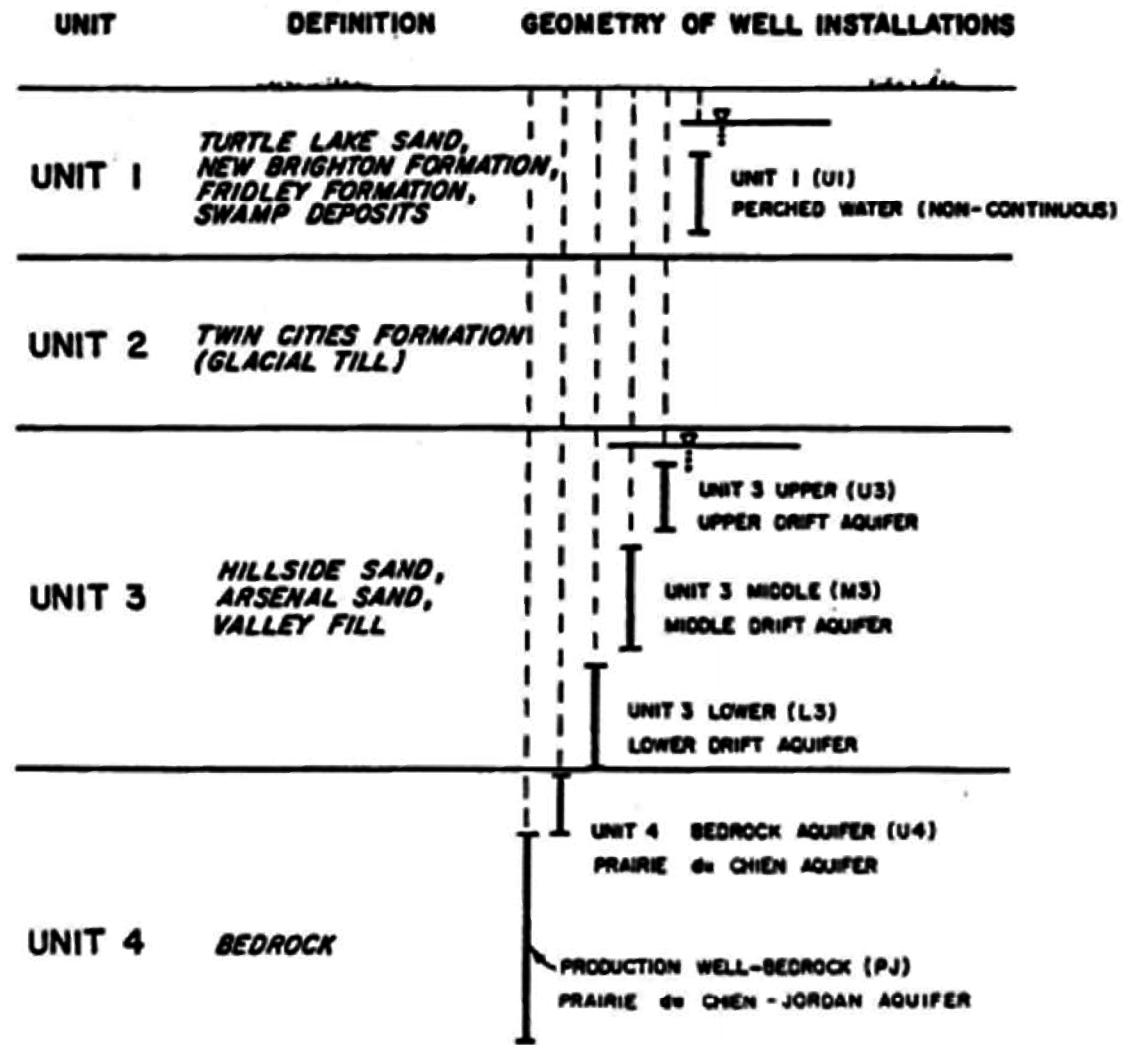 UNIT DEFINITION GEOMETRY OF WELL INSTALLATIONS
UNIT 1
TURTLE LAKE SAND,
NEW BRIGHTON FORMATION,
FRIDLEY FORMATION,
SWAMP DEPOSITS
UNIT 1 (U1)
PERCHED WATER (NON-CONTINUOUS)
UNIT 2
TWIN CITIES FORMATION
(GLACIAL TILL)
UNIT 3
HILLSIDE SAND,
ARSENAL SAND,
VALLEY FILL
UNIT 3 UPPER (U3)
UPPER DRIFT AQUIFER
UNIT 3 MIDDLE (M3)
MIDDLE DRIFT AQUIFER
UNIT 3 LOWER (L3)
LOWER DRIFT AQUIFER
UNIT 4
BEDROCK
UNIT 4 BEDROCK AQUIFER (U4)
PRAIRIE du CHIEN AQUIFER
PRODUCTION WELL-BEDROCK (PJ)
PRAIRIE du CHIEN - JORDAN AQUIFER